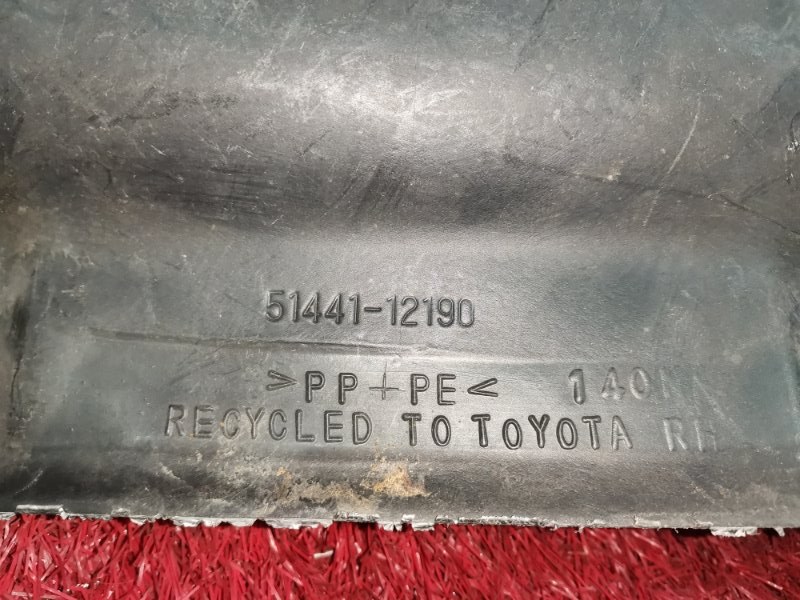 51441-12190
>PP+PE<
RECYCLED TO TOYOTA RH